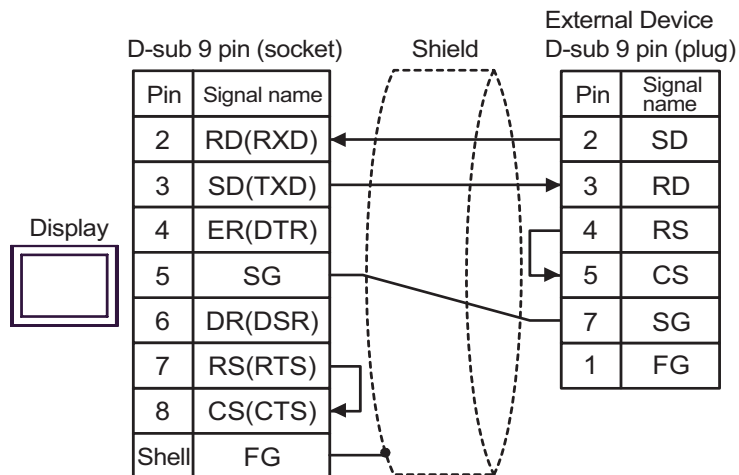 External Device
D-sub 9 pin (socket) Shield D-sub 9 pin (plug)
Pin Signal name
2 RD(RXD)
3 SD(TXD)
4 ER(DTR)
5 SG
6 DR(DSR)
7 RS(RTS)
8 CS(CTS)
Shell FG
Display
Pin Signal name
2 SD
3 RD
4 RS
5 CS
7 SG
1 FG